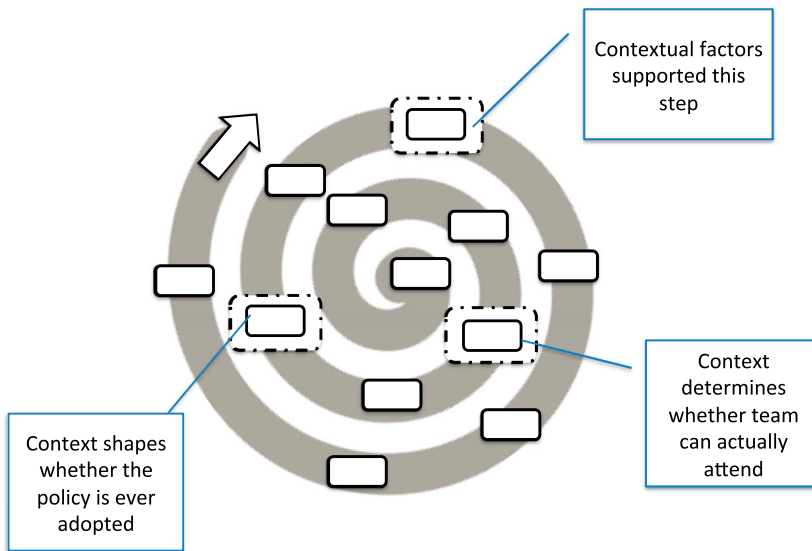 Contextual factors
supported this
step
Context
determines
whether team
can actually
attend
Context shapes
whether the
policy is ever
adopted